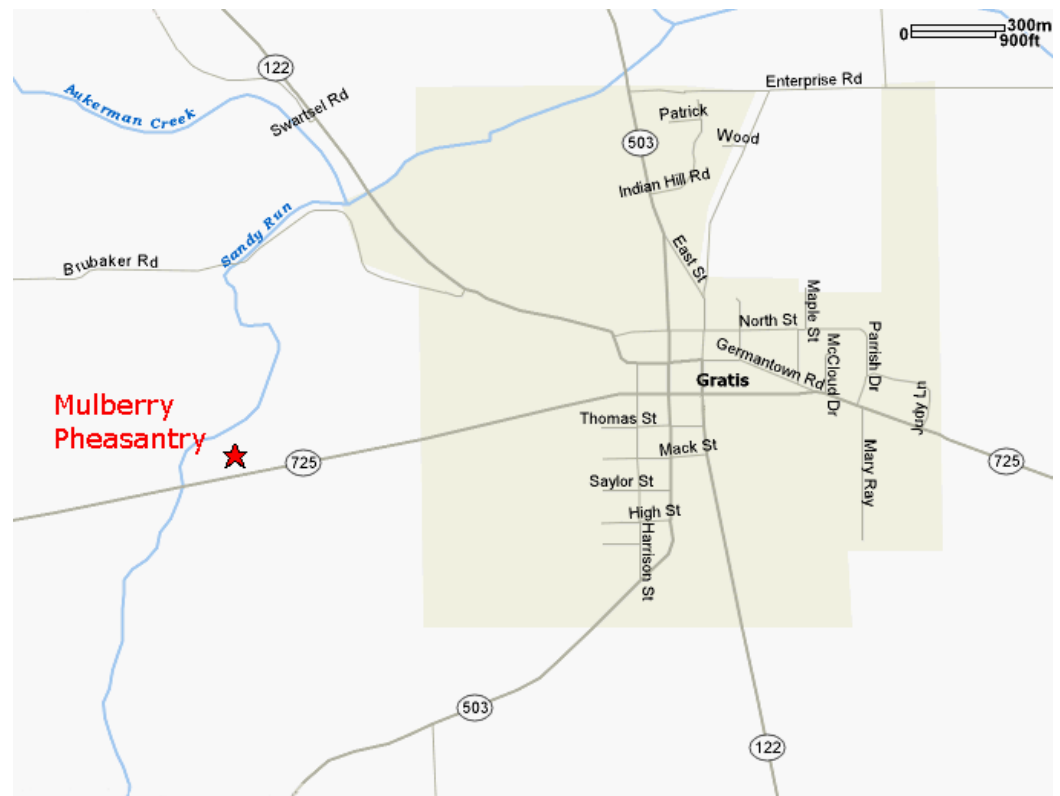 0 300m
900ft
122
Enterprise Rd
Aukerman Creek
Swartsel Rd
Patrick
503
Wood
Indian Hill Rd
Sandy Run
East St
Brubaker Rd
Maple St
North St
Parrish Dr
McCloud Dr
Germantown Rd
Gratis
Judy Ln
Mulberry
Pheasantry
Thomas St
725
Mack St
725
Mary Ray
Saylor St
High St
Harrison St
503
122